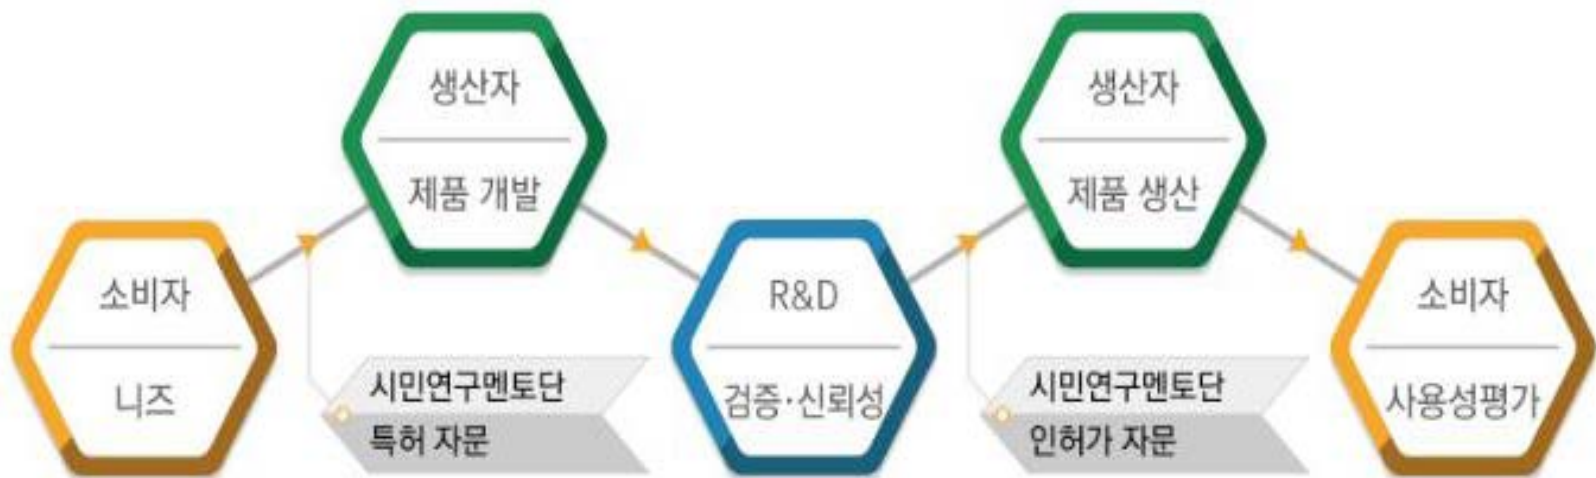 소비자
니즈
생산자
제품 개발
시민연구멘토단
특허 자문
R&D
검증·신뢰성
생산자
제품 생산
시민연구멘토단
인허가 자문
소비자
사용성평가